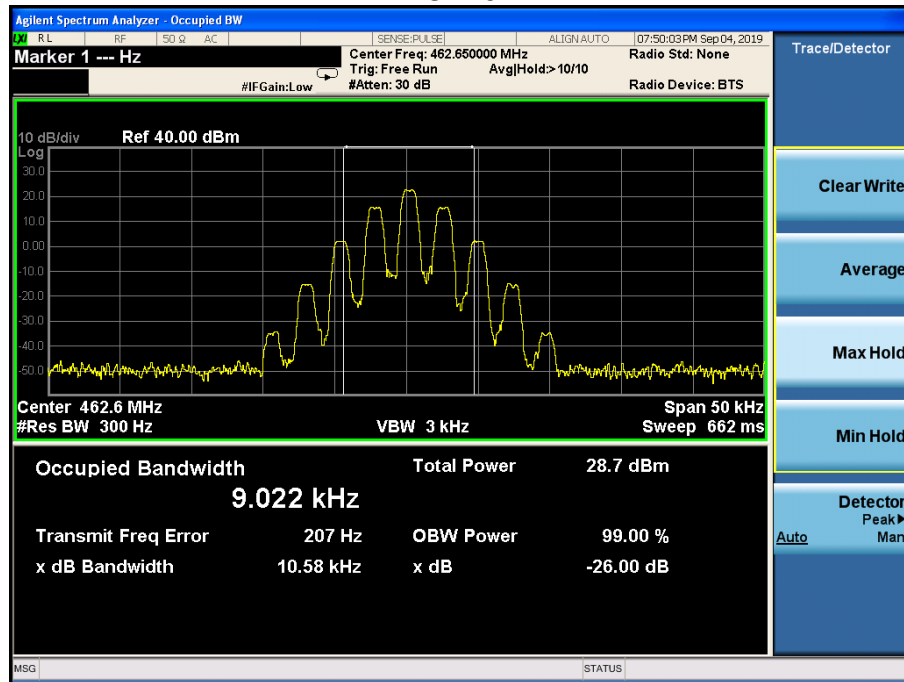 Agilent Spectrum Analyzer - Occupied BW
LXI RL RF 50 Ω AC SENSE:PULSE ALIGN AUTO 07:50:03 PM Sep 04, 2019
Marker 1 --- Hz
Center Freq: 462.650000 MHz
Radio Std: None
Trig: Free Run Avg|Hold:>10/10
#IFGain:Low #Atten: 30 dB Radio Device: BTS
10 dB/div Ref 40.00 dBm
Log
30.0
20.0
10.0
0.00
-10.0
-20.0
-30.0
-40.0
-50.0
Center 462.6 MHz Span 50 kHz
#Res BW 300 Hz VBW 3 kHz Sweep 662 ms
Occupied Bandwidth Total Power 28.7 dBm
9.022 kHz
Transmit Freq Error 207 Hz OBW Power 99.00 %
x dB Bandwidth 10.58 kHz x dB -26.00 dB
MSG STATUS
Trace/Detector
Clear Write
Average
Max Hold
Min Hold
Detector
Peak▶
Auto Man